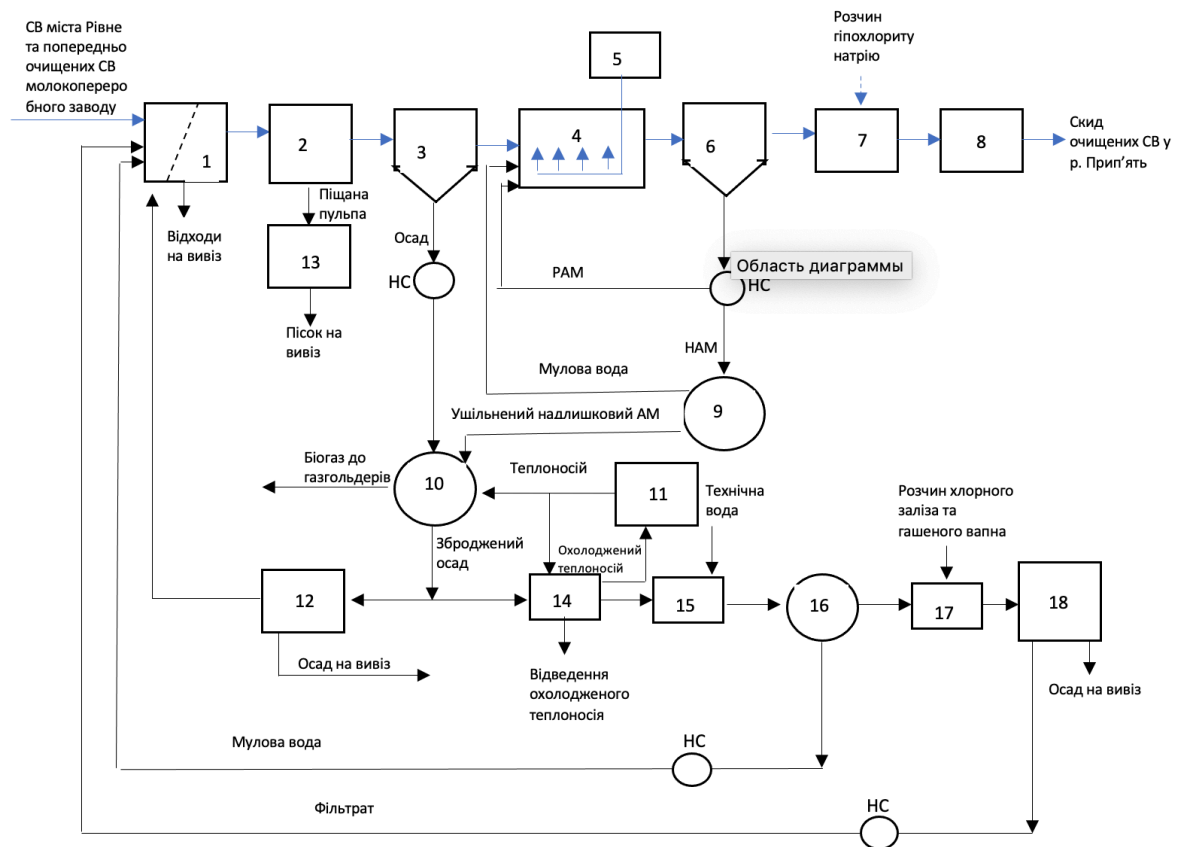 СВ міста Рівне
та попередньо
очищених СВ
молокопереро
бного заводу
Розчин
гіпохлориту
натрію
5
1
2
3
4
6
7
8
Скид
очищених СВ у
р. Прип’ять
Відходи
на вивіз
Піщана
пульпа
13
Пісок на
вивіз
Осад
НС
РАМ
Область диаграммы
НС
НАМ
Мулова вода
9
Ущільнений надлишковий АМ
Біогаз до
газгольдерів
10
Теплоносій
11
Технічна
вода
Розчин хлорного
заліза та
гашеного вапна
Зброджений
осад
Охолоджений
теплоносій
12
14
15
16
17
18
Осад на вивіз
Відведення
охолодженого
теплоносія
Осад на вивіз
Мулова вода
НС
Фільтрат
НС